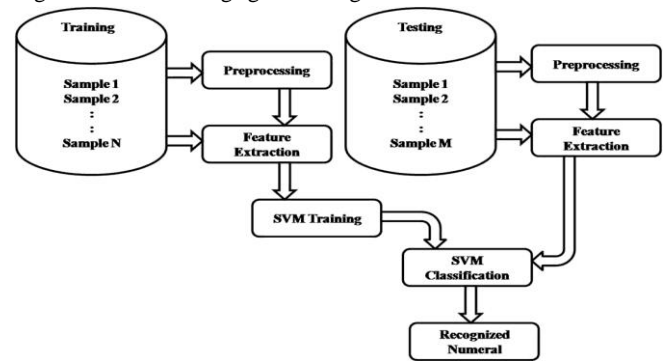 Training
Sample 1
Sample 2
:
:
Sample N
Preprocessing
Feature
Extraction
SVM Training
Testing
Sample 1
Sample 2
:
:
Sample M
Preprocessing
Feature
Extraction
SVM
Classification
Recognized
Numeral